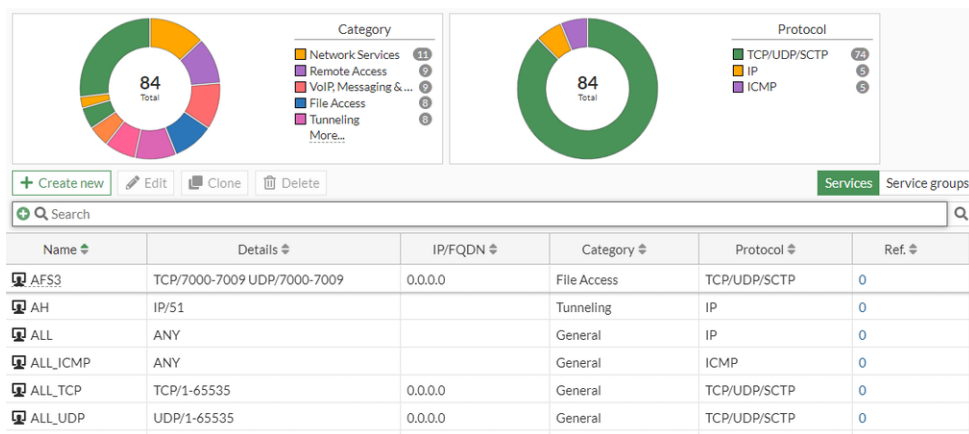 Category
84
Total
Network Services 11
Remote Access 9
VoIP, Messaging & ... 9
File Access 8
Tunneling 8
More...
Protocol
84
Total
TCP/UDP/SCTP 74
IP 5
ICMP 5
+ Create new Edit Clone Delete Services Service groups
Search
Name Details IP/FQDN Category Protocol Ref.
AFS3 TCP/7000-7009 UDP/7000-7009 0.0.0.0 File Access TCP/UDP/SCTP 0
AH IP/51 Tunneling IP 0
ALL ANY General IP 0
ALL_ICMP ANY General ICMP 0
ALL_TCP TCP/1-65535 0.0.0.0 General TCP/UDP/SCTP 0
ALL_UDP UDP/1-65535 0.0.0.0 General TCP/UDP/SCTP 0